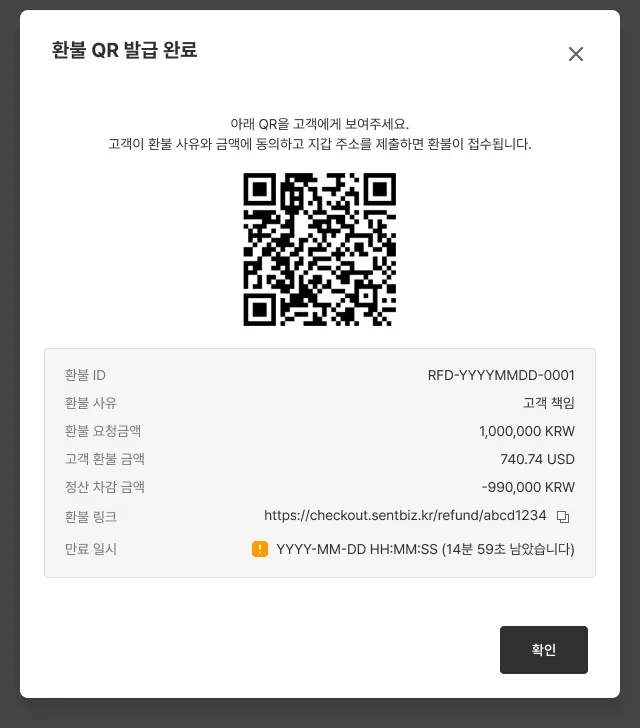 환불 QR 발급 완료
아래 QR을 고객에게 보여주세요.
고객이 환불 사유와 금액에 동의하고 지갑 주소를 제출하면 환불이 접수됩니다.
환불 ID RFD-YYYYMMDD-0001
환불 사유 고객 책임
환불 요청금액 1,000,000 KRW
고객 환불 금액 740.74 USD
정산 차감 금액 -990,000 KRW
환불 링크 https://checkout.sentbiz.kr/refund/abcd1234
만료 일시 YYYY-MM-DD HH:MM:SS (14분 59초 남았습니다)
확인